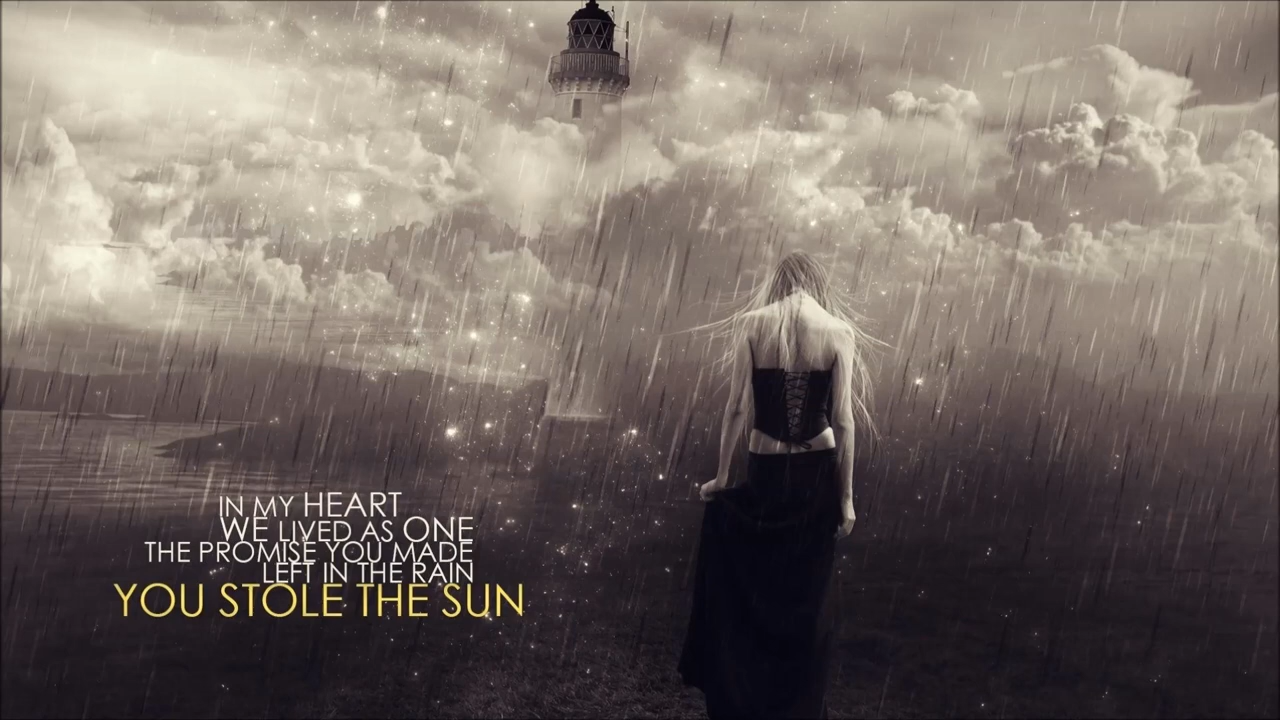 IN MY HEART
WE LIVED AS ONE
THE PROMISE YOU MADE
LEFT IN THE RAIN
YOU STOLE THE SUN